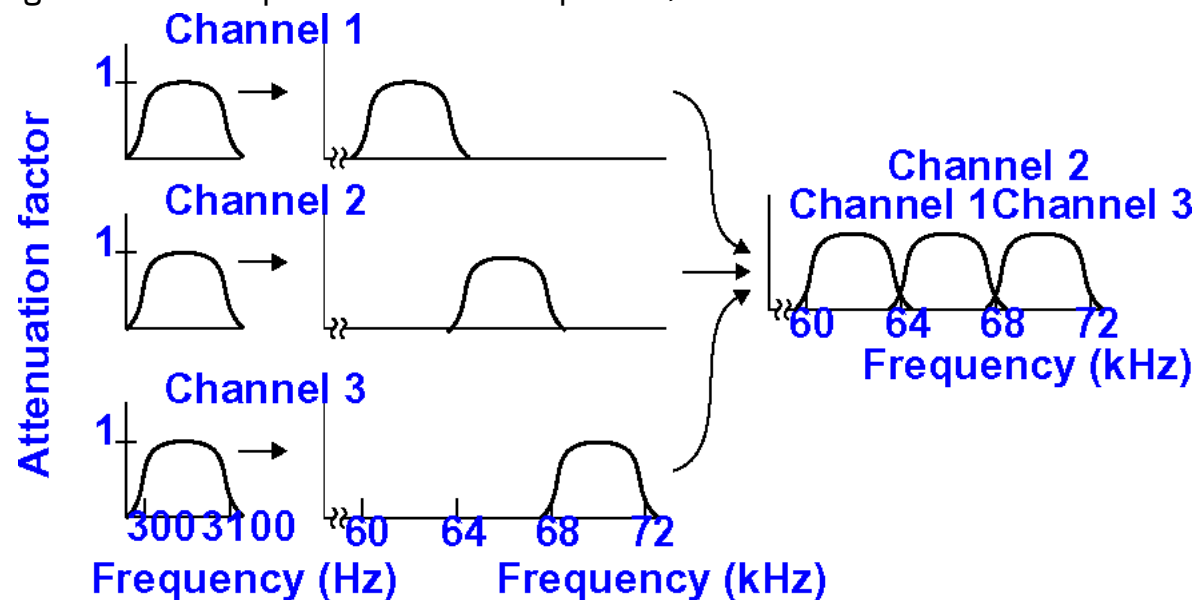 Channel 1
1
Channel 2
1
Channel 3
1
Attenuation factor
300 3100
Frequency (Hz)
60 64 68 72
Frequency (kHz)
Channel 2
Channel 1 Channel 3
60 64 68 72
Frequency (kHz)